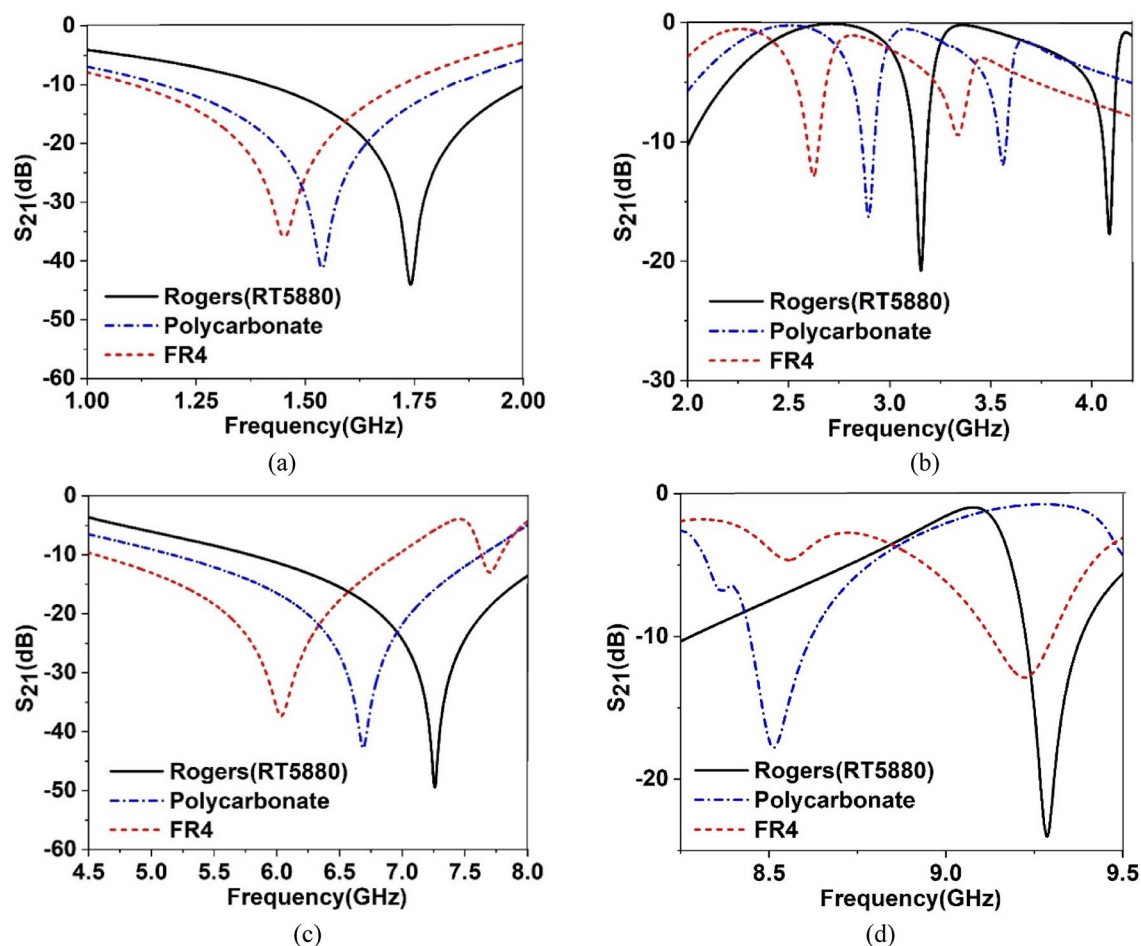 0
-10
-20
-30
-40
-50
-60
S21(dB)
Rogers(RT5880)
Polycarbonate
FR4
1.00 1.25 1.50 1.75 2.00
Frequency(GHz)
(a)
0
-10
-20
-30
S21(dB)
Rogers(RT5880)
Polycarbonate
FR4
2.0 2.5 3.0 3.5 4.0
Frequency(GHz)
(b)
0
-10
-20
-30
-40
-50
-60
S21(dB)
Rogers(RT5880)
Polycarbonate
FR4
4.5 5.0 5.5 6.0 6.5 7.0 7.5 8.0
Frequency(GHz)
(c)
0
-10
-20
S21(dB)
Rogers(RT5880)
Polycarbonate
FR4
8.5 9.0 9.5
Frequency(GHz)
(d)